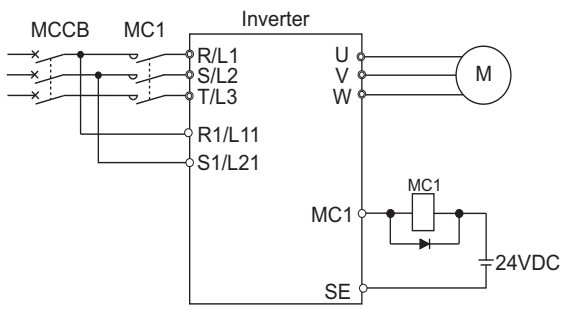 Inverter
MCCB
MC1
R/L1
S/L2
T/L3
R1/L11
S1/L21
U
V
W
M
MC1
MC1
24VDC
SE